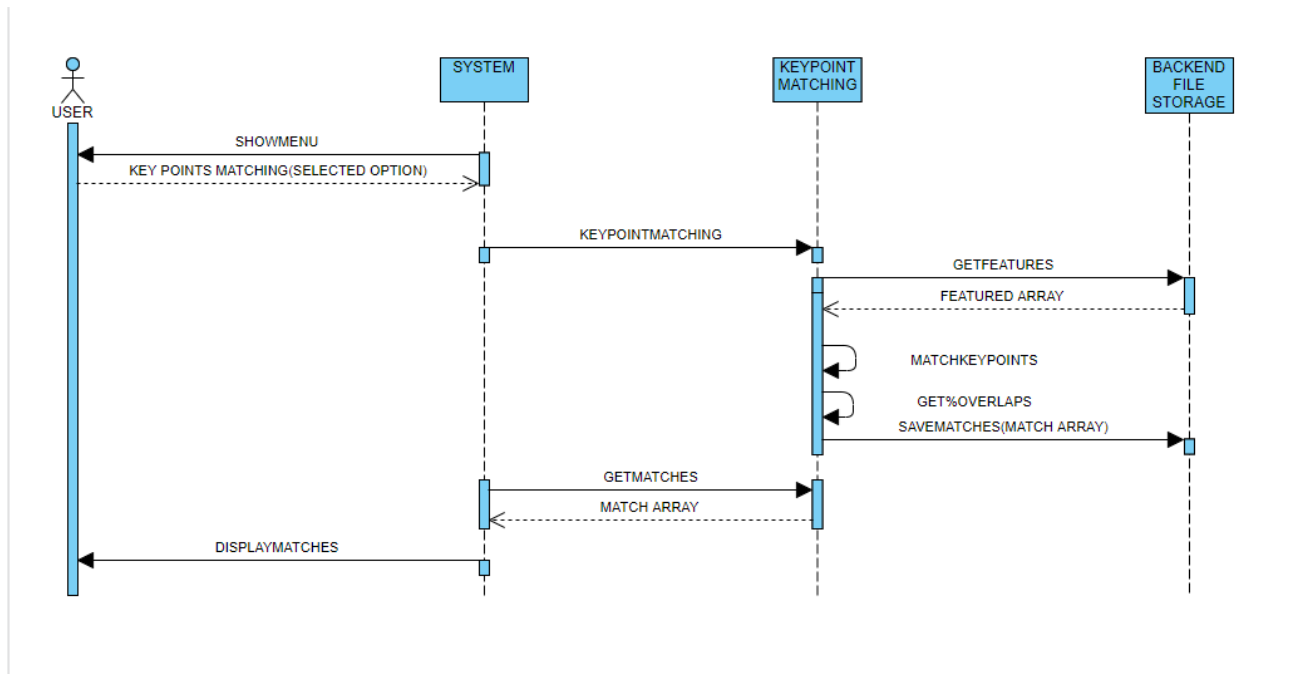 SYSTEM
KEYPOINT
MATCHING
BACKEND
FILE
STORAGE
USER
SHOWMENU
KEY POINTS MATCHING(SELECTED OPTION)
KEYPOINTMATCHING
GETFEATURES
FEATURED ARRAY
MATCHKEYPOINTS
GET%OVERLAPS
SAVEMATCHES(MATCH ARRAY)
GETMATCHES
MATCH ARRAY
DISPLAYMATCHES